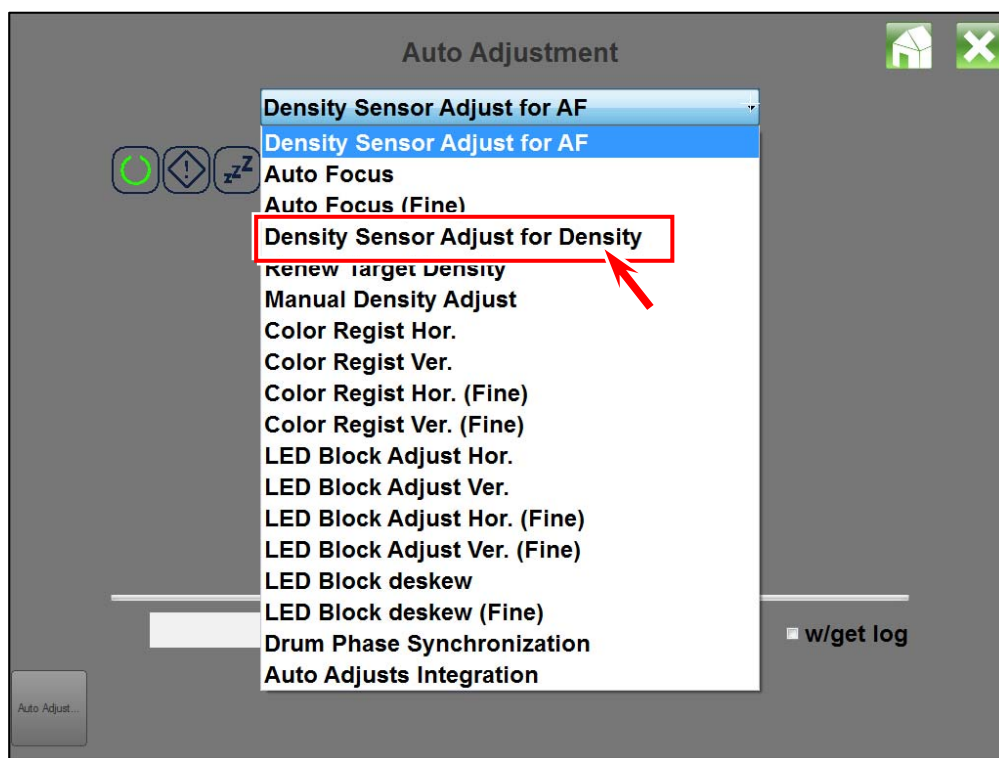 Auto Adjustment
Density Sensor Adjust for AF
Density Sensor Adjust for AF
Auto Focus
Auto Focus (Fine)
Density Sensor Adjust for Density
Renew Target Density
Manual Density Adjust
Color Regist Hor.
Color Regist Ver.
Color Regist Hor. (Fine)
Color Regist Ver. (Fine)
LED Block Adjust Hor.
LED Block Adjust Ver.
LED Block Adjust Hor. (Fine)
LED Block Adjust Ver. (Fine)
LED Block deskew
LED Block deskew (Fine)
Drum Phase Synchronization
w/get log
Auto Adjusts Integration
Auto Adjust...
zzZ